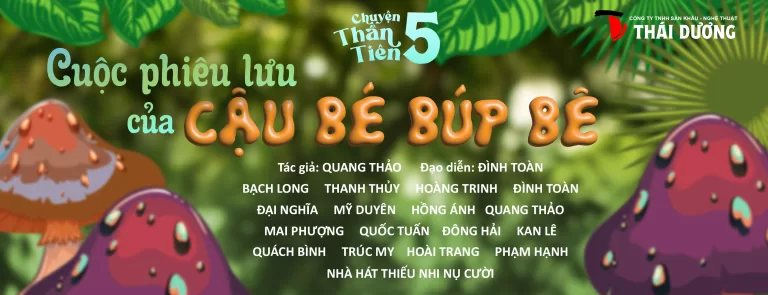 Chuyện
Thần
Tiên 5
CÔNG TY TNHH SÂN KHẤU - NGHỆ THUẬT
THÁI DƯƠNG
Cuộc phiêu lưu
của CẬU BÉ BÚP BÊ
Tác giả: QUANG THẢO Đạo diễn: ĐÌNH TOÀN
BẠCH LONG THANH THỦY HOÀNG TRINH ĐÌNH TOÀN
ĐẠI NGHĨA MỸ DUYÊN HỒNG ÁNH QUANG THẢO
MAI PHƯỢNG QUỐC TUẤN ĐÔNG HẢI KAN LÊ
QUÁCH BÌNH TRÚC MY HOÀI TRANG PHẠM HẠNH
NHÀ HÁT THIẾU NHI NỤ CƯỜI